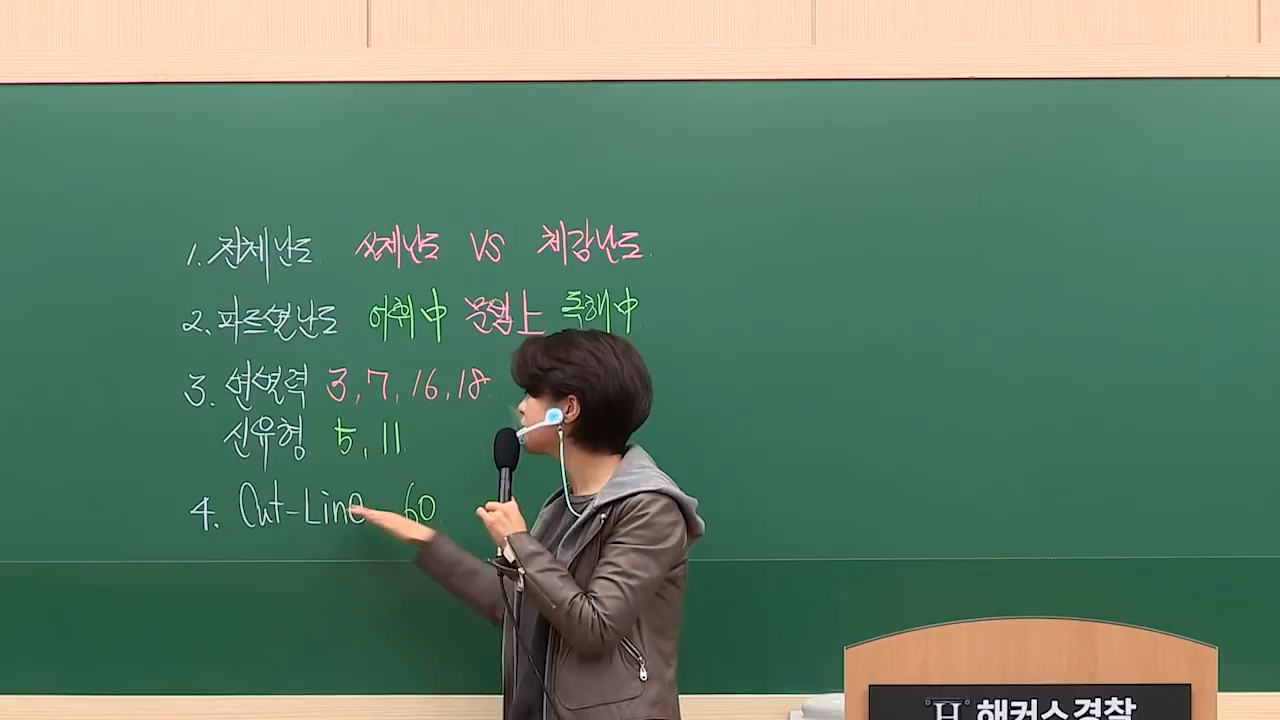 1. 전체난도 실제난도 VS 체감난도
2. 파트별난도 어휘中 문법上 독해中
3. 변별력 3, 7, 16, 18
신유형 5, 11
4. Cut-Line 60
H 해커스경찰